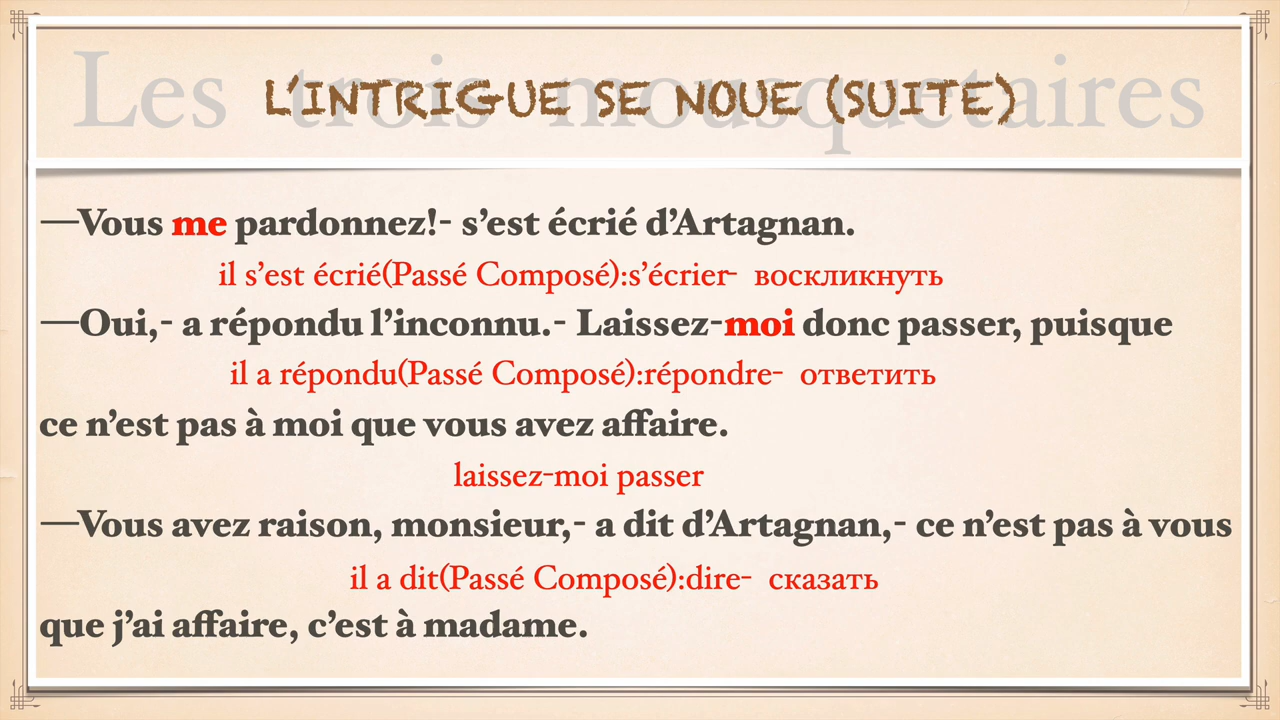 Les trois mousquetaires
L'INTRIGUE SE NOUE (SUITE)
—Vous me pardonnez!- s'est écrié d'Artagnan.
il s'est écrié(Passé Composé):s'écrier- воскликнуть
—Oui,- a répondu l'inconnu.- Laissez-moi donc passer, puisque
il a répondu(Passé Composé):répondre- ответить
ce n'est pas à moi que vous avez affaire.
laissez-moi passer
—Vous avez raison, monsieur,- a dit d'Artagnan,- ce n'est pas à vous
il a dit(Passé Composé):dire- сказать
que j'ai affaire, c'est à madame.